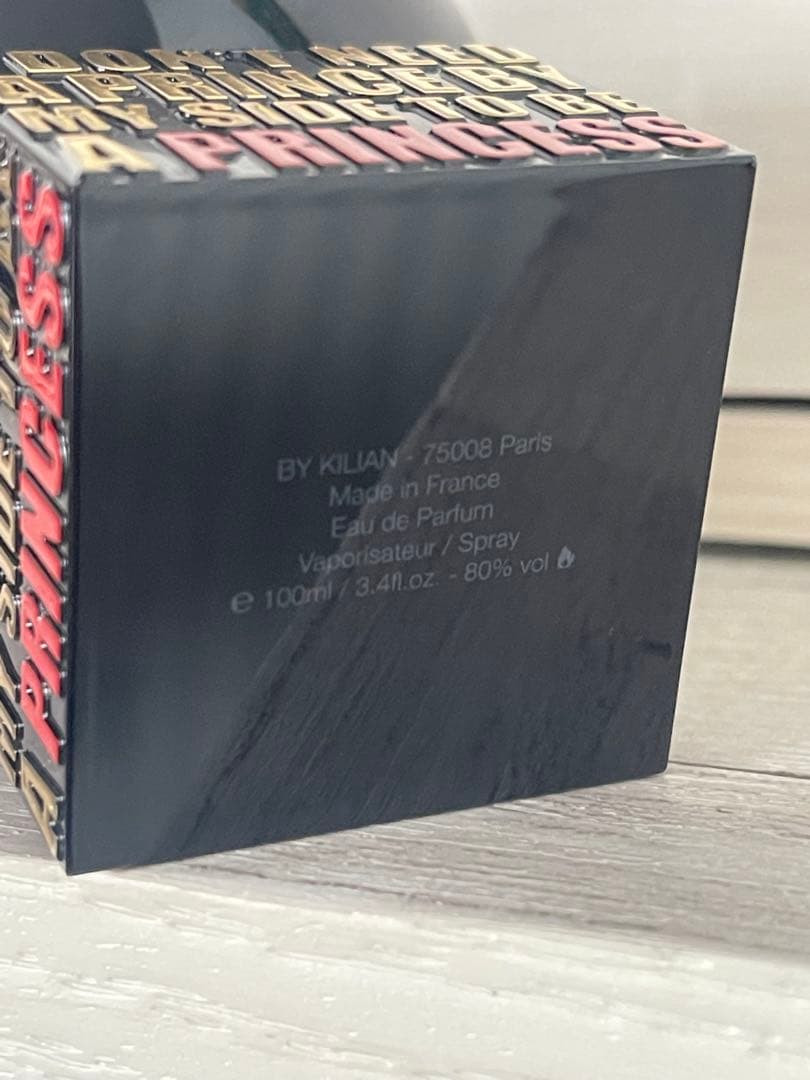 DON'T NEED
A PRINCE BY
MY SIDE TO BE
A PRINCESS
A PRINCESS
BY KILIAN - 75008 Paris
Made in France
Eau de Parfum
Vaporisateur / Spray
℮ 100ml / 3.4fl.oz. - 80% vol